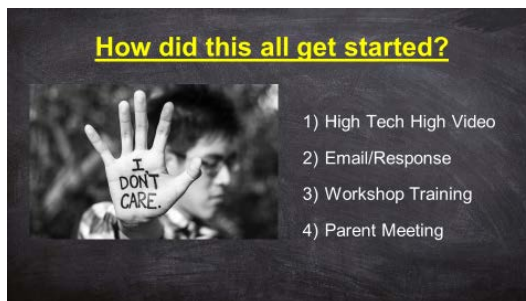 How did this all get started?
I
DON'T
CARE.
1) High Tech High Video
2) Email/Response
3) Workshop Training
4) Parent Meeting